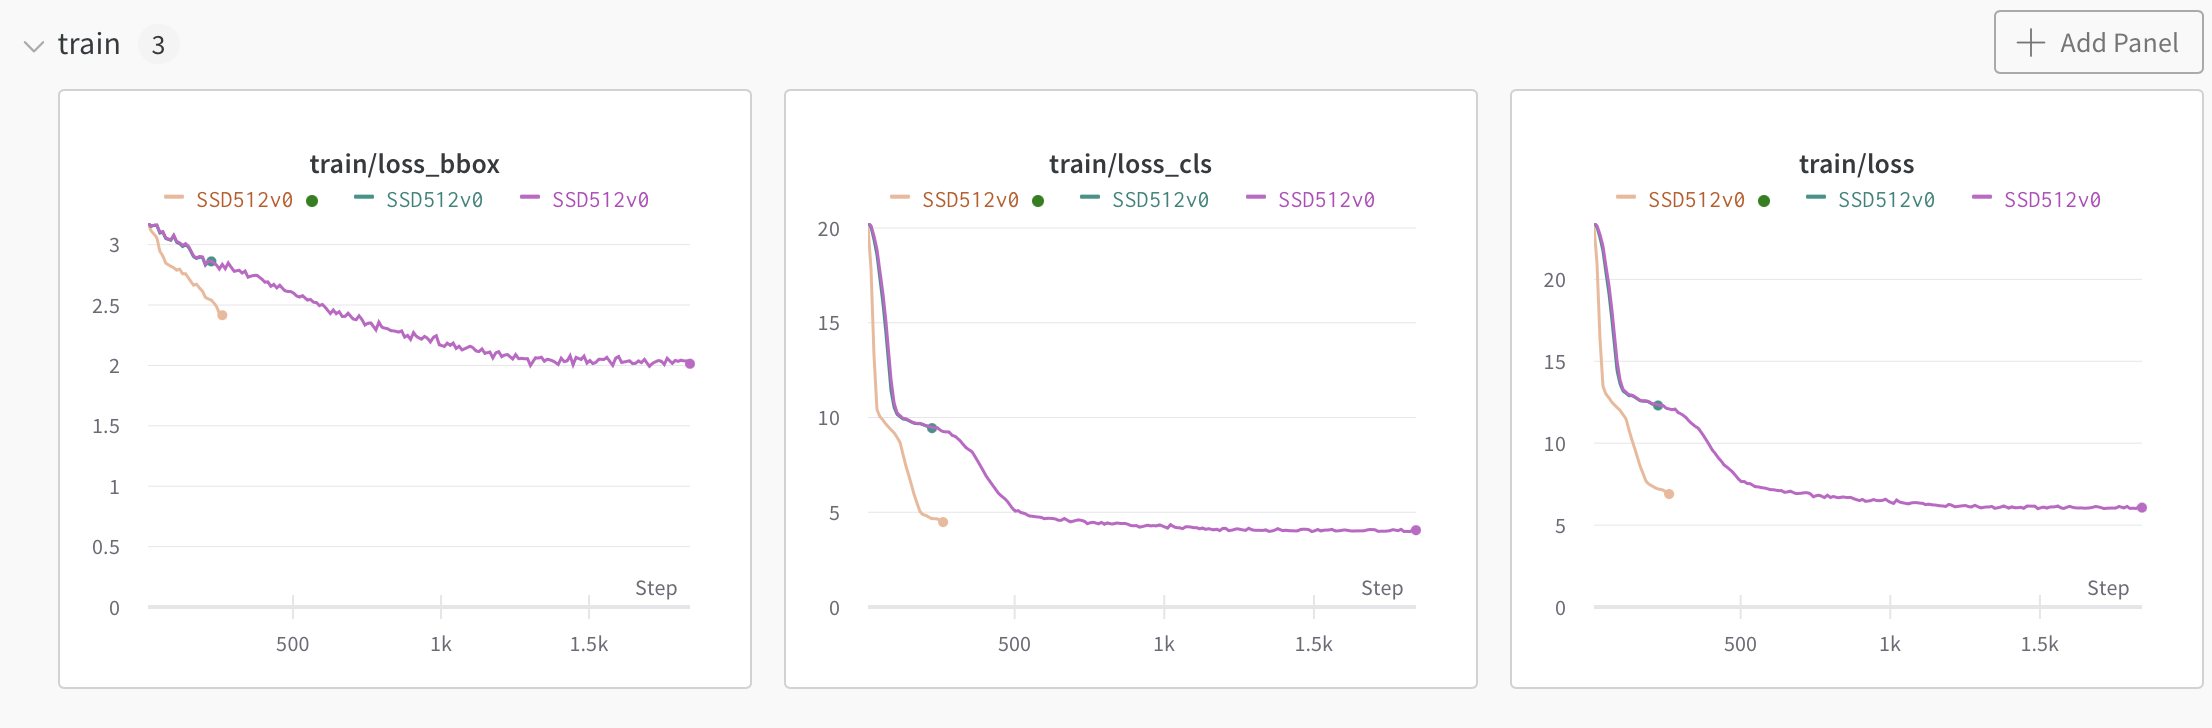 train 3
Add Panel
train/loss_bbox
SSD512v0 SSD512v0 SSD512v0
3
2.5
2
1.5
1
0.5
0
Step
500 1k 1.5k
train/loss_cls
SSD512v0 SSD512v0 SSD512v0
20
15
10
5
0
Step
500 1k 1.5k
train/loss
SSD512v0 SSD512v0 SSD512v0
20
15
10
5
0
Step
500 1k 1.5k